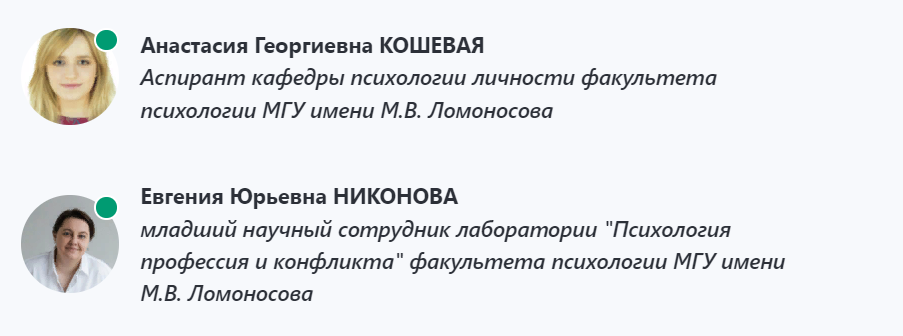 Анастасия Георгиевна КОШЕВАЯ
Аспирант кафедры психологии личности факультета
психологии МГУ имени М.В. Ломоносова
Евгения Юрьевна НИКОНОВА
младший научный сотрудник лаборатории "Психология
профессия и конфликта" факультета психологии МГУ имени
М.В. Ломоносова